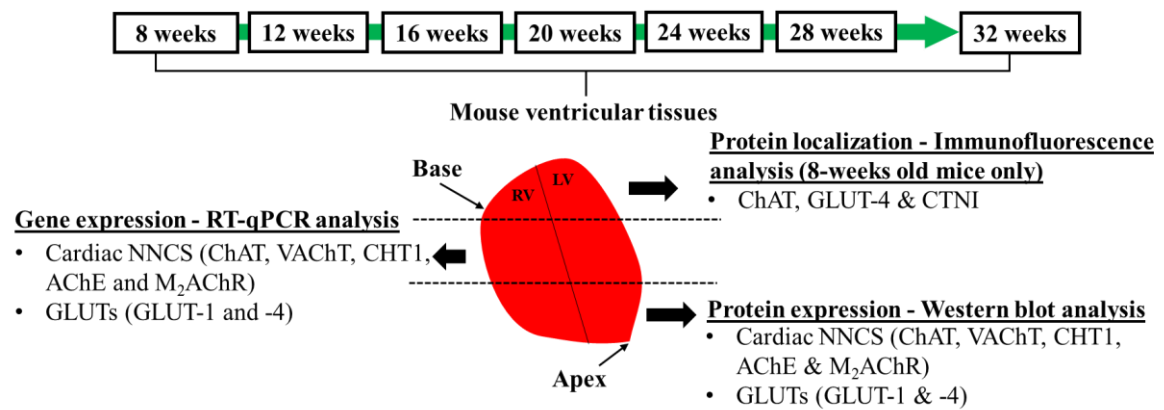 8 weeks 12 weeks 16 weeks 20 weeks 24 weeks 28 weeks 32 weeks
Mouse ventricular tissues
Protein localization - Immunofluorescence
analysis (8-weeks old mice only)
• ChAT, GLUT-4 & CTNI
Base
RV LV
Gene expression - RT-qPCR analysis
• Cardiac NNCS (ChAT, VAChT, CHT1,
AChE and M₂AChR)
• GLUTs (GLUT-1 and -4)
Protein expression - Western blot analysis
• Cardiac NNCS (ChAT, VAChT, CHT1,
AChE & M₂AChR)
• GLUTs (GLUT-1 & -4)
Apex